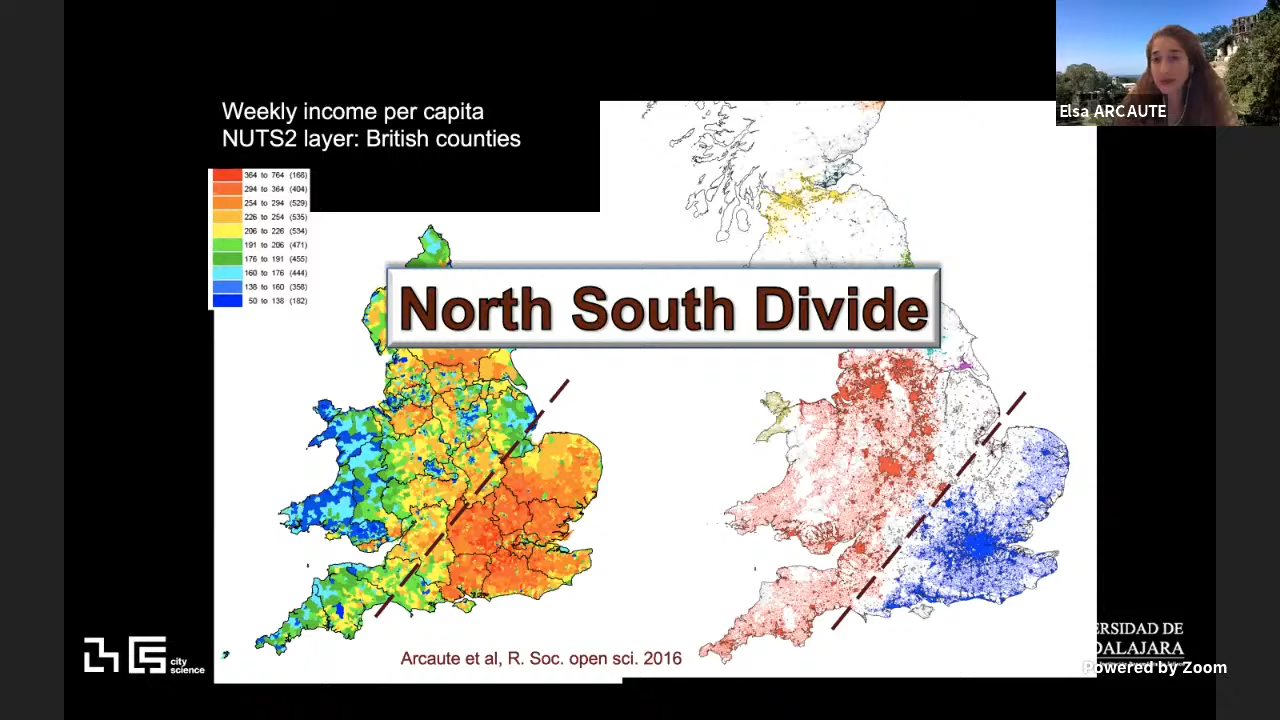 Elsa ARCAUTE
Weekly income per capita
NUTS2 layer: British counties
364 to 764 (168)
294 to 364 (404)
254 to 294 (529)
226 to 254 (535)
206 to 226 (534)
191 to 206 (471)
176 to 191 (455)
160 to 176 (444)
138 to 160 (358)
50 to 138 (182)
North South Divide
Arcaute et al, R. Soc. open sci. 2016
city
science
ERSIDAD DE
DALAJARA
Powered by Zoom